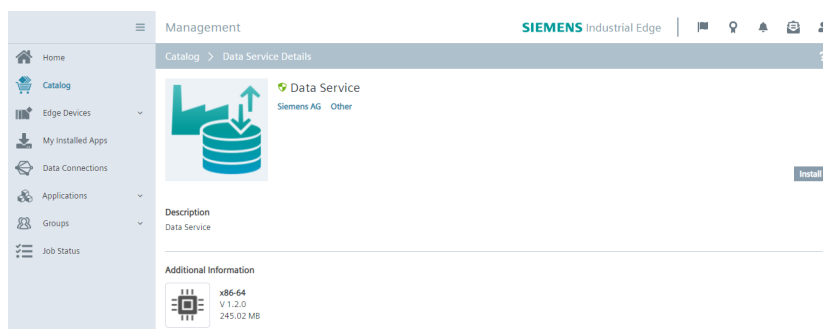 Management
SIEMENS Industrial Edge
Home
Catalog > Data Service Details
?
Catalog
Data Service
Siemens AG Other
Edge Devices
My Installed Apps
Data Connections
Install
Applications
Groups
Description
Data Service
Job Status
Additional Information
x86-64
V 1.2.0
245.02 MB